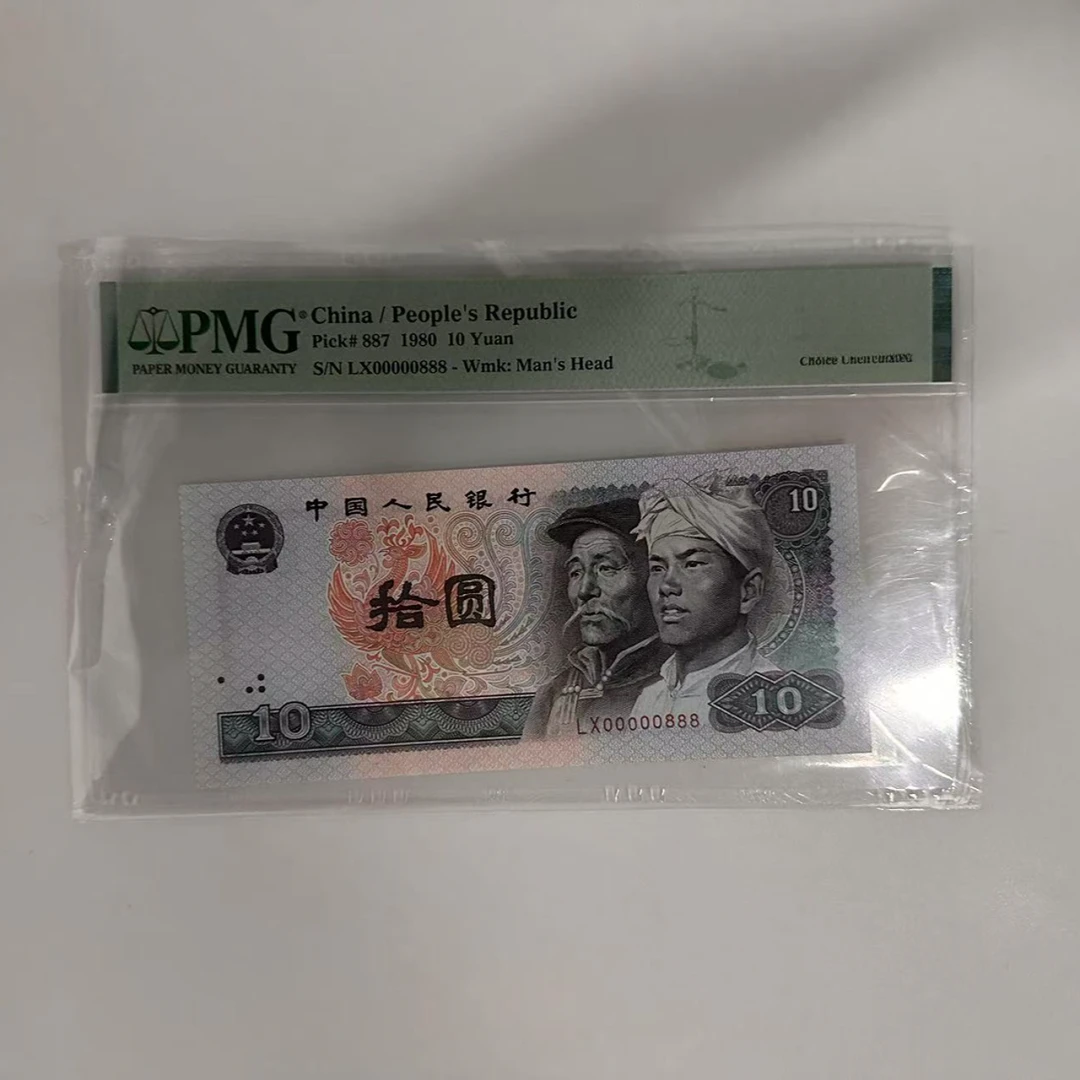 PMG®
PAPER MONEY GUARANTY
China / People's Republic
Pick# 887 1980 10 Yuan
S/N LX00000888 - Wmk: Man's Head
Choice
中国人民银行
10
拾圆
10
LX00000888
10